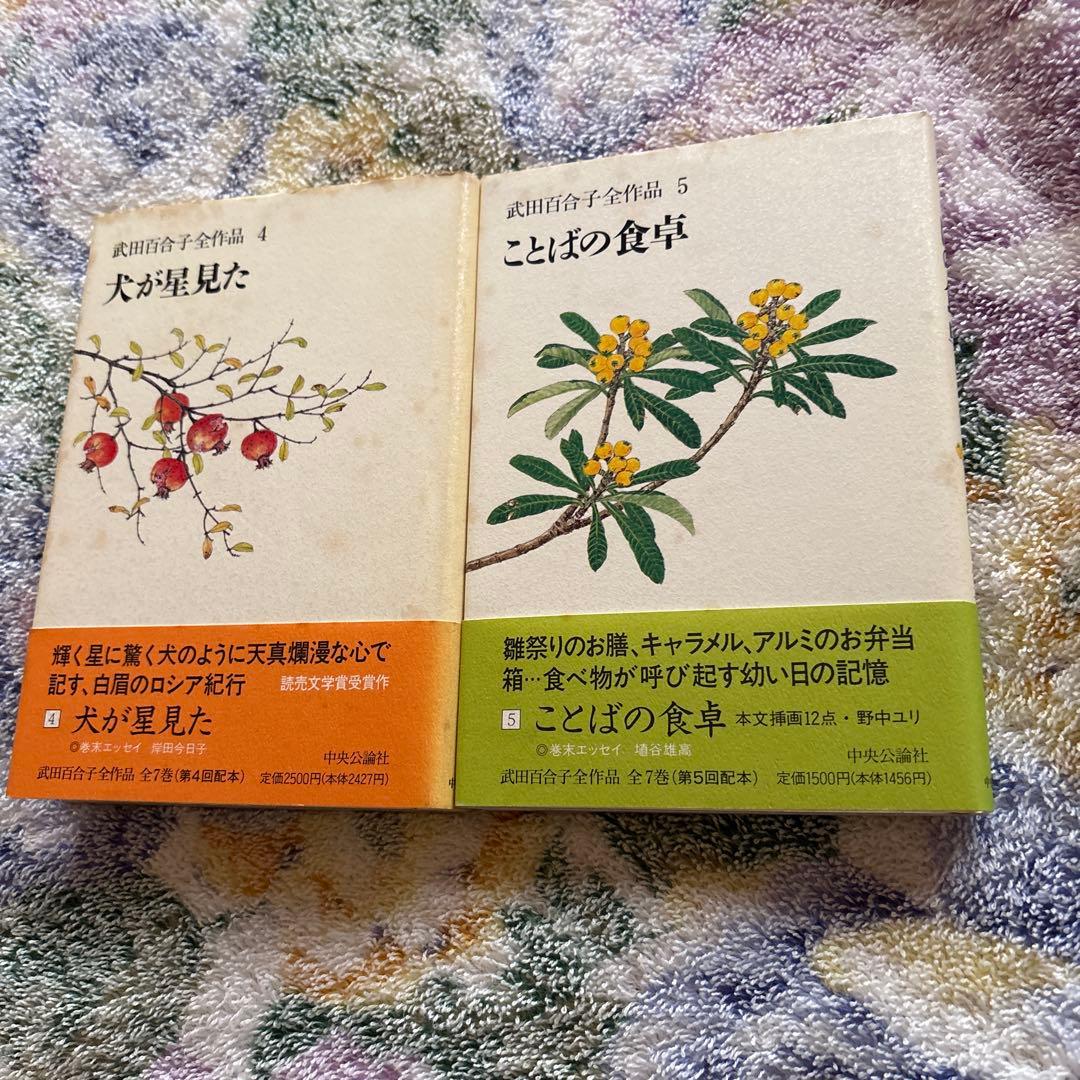 武田百合子全作品 4
犬が星見た
輝く星に驚く犬のように天真爛漫な心で
記す、白眉のロシア紀行 読売文学賞受賞作
4 犬が星見た
◎巻末エッセイ 岸田今日子
中央公論社
武田百合子全作品 全7巻(第4回配本) 定価2500円(本体2427円)
武田百合子全作品 5
ことばの食卓
雛祭りのお膳、キャラメル、アルミのお弁当
箱…食べ物が呼び起す幼い日の記憶
5 ことばの食卓 本文挿画12点・野中ユリ
◎巻末エッセイ 埴谷雄高
中央公論社
武田百合子全作品 全7巻(第5回配本) 定価1500円(本体1456円)